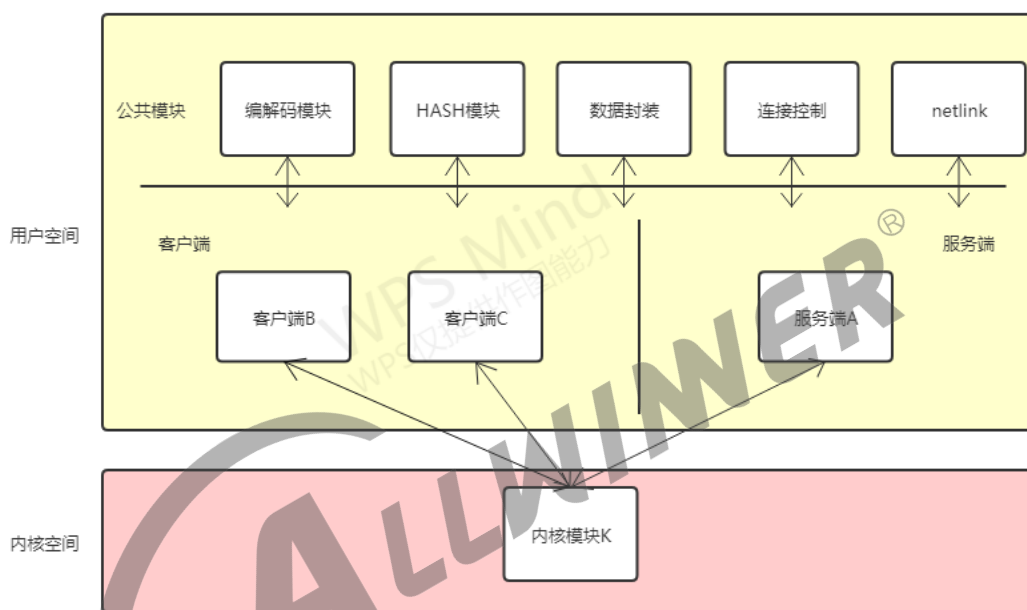 公共模块
编解码模块
HASH模块
数据封装
连接控制
netlink
用户空间
客户端
服务端
客户端B
客户端C
服务端A
WPS Mind
WPS仅提供作图能力
ALLWINNER®
内核空间
内核模块K